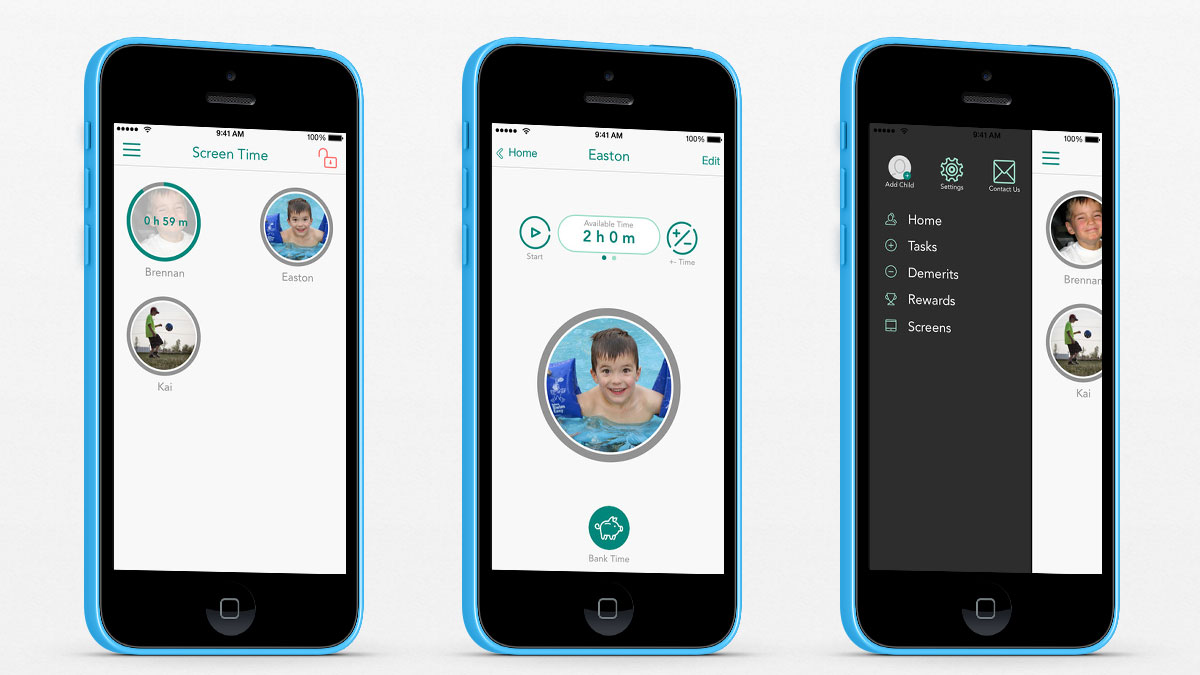 9:41 AM
100%
Screen Time
0 h 59 m
Brennan
Easton
Kai
9:41 AM
100%
Home
Easton
Edit
Available Time
2 h 0 m
Start
+- Time
Bank Time
9:41 AM
100%
Add Child
Settings
Contact Us
Home
Tasks
Demerits
Rewards
Screens
Brennan
Kai